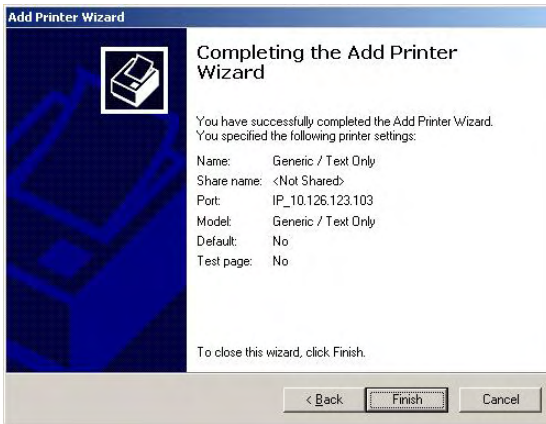 Add Printer Wizard
Completing the Add Printer
Wizard
You have successfully completed the Add Printer Wizard.
You specified the following printer settings:
Name: Generic / Text Only
Share name: <Not Shared>
Port: IP_10.126.123.103
Model: Generic / Text Only
Default: No
Test page: No
To close this wizard, click Finish.
< Back Finish Cancel